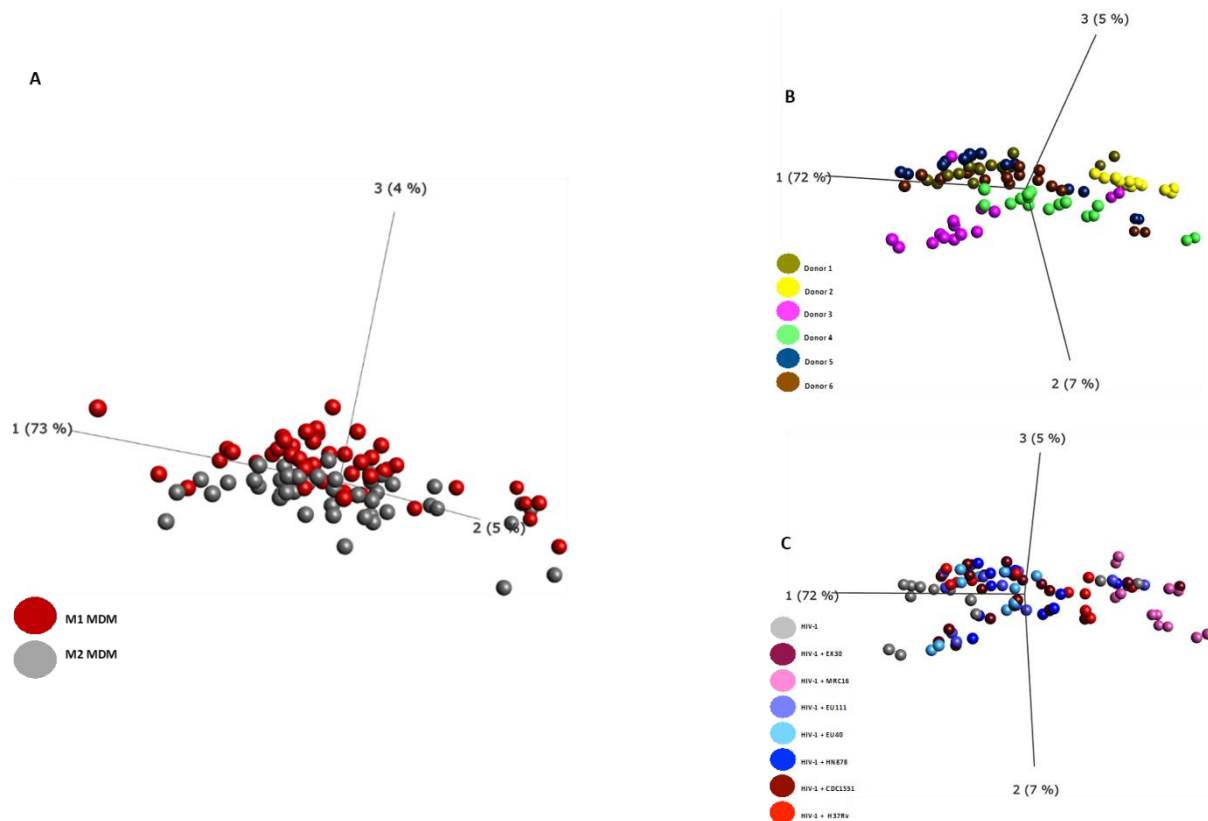 A
3 (4 %)
1 (73 %)
2 (5 %)
M1 MDM
M2 MDM
B
3 (5 %)
1 (72 %)
2 (7 %)
Donor 1
Donor 2
Donor 3
Donor 4
Donor 5
Donor 6
C
3 (5 %)
1 (72 %)
2 (7 %)
HIV-1
HIV-1 + EX30
HIV-1 + MRC16
HIV-1 + EU111
HIV-1 + EU40
HIV-1 + HN878
HIV-1 + CDC1551
HIV-1 + H37Rv